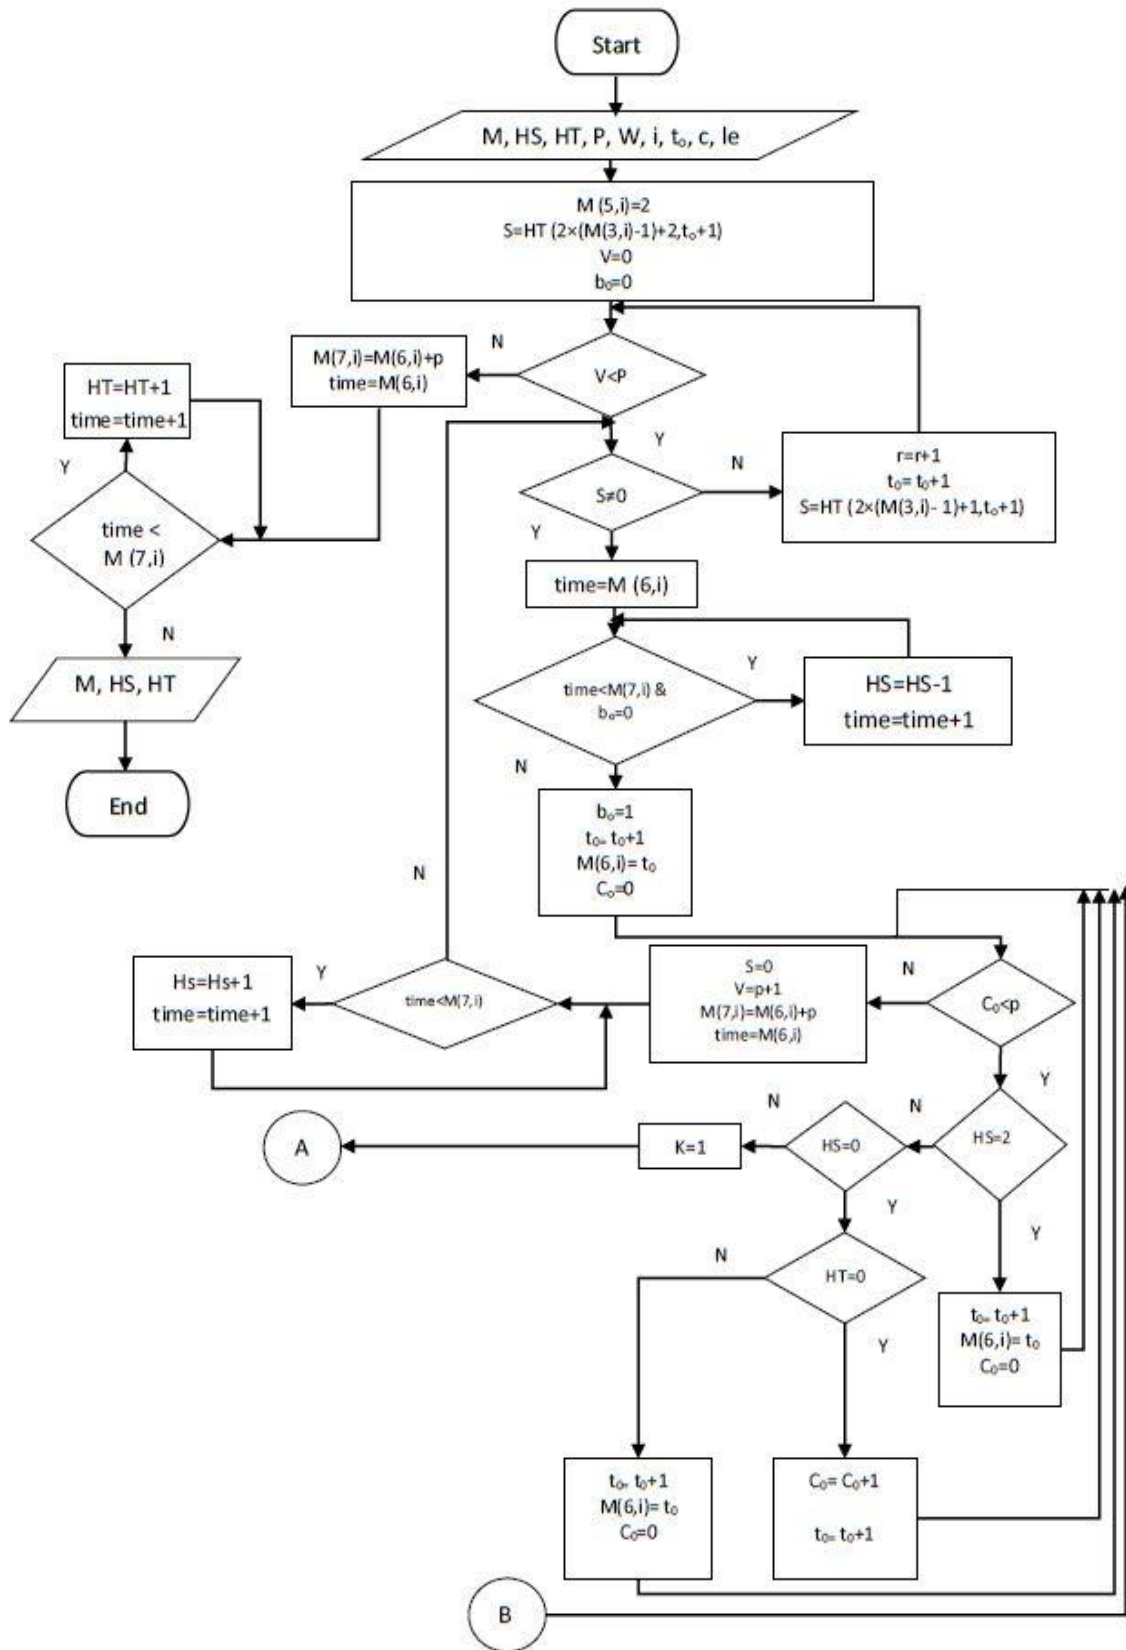 Start
M, HS, HT, P, W, i, t₀, c, le
M (5,i)=2
S=HT (2×(M(3,i)-1)+2,t₀+1)
V=0
b₀=0
N
M(7,i)=M(6,i)+p
time=M(6,i)
V<P
HT=HT+1
time=time+1
Y
Y
S≠0
N
r=r+1
t₀= t₀+1
S=HT (2×(M(3,i)- 1)+1,t₀+1)
time <
M (7,i)
Y
time=M (6,i)
N
M, HS, HT
time<M(7,i) &
b₀=0
Y
HS=HS-1
time=time+1
N
End
b₀=1
t₀= t₀+1
M(6,i)= t₀
C₀=0
N
Hs=Hs+1
time=time+1
Y
time<M(7,i)
S=0
V=p+1
M(7,i)=M(6,i)+p
time=M(6,i)
N
C₀<p
Y
A
K=1
N
HS=0
N
HS=2
Y
Y
N
HT=0
Y
t₀= t₀+1
M(6,i)= t₀
C₀=0
t₀= t₀+1
M(6,i)= t₀
C₀=0
C₀= C₀+1
t₀= t₀+1
B